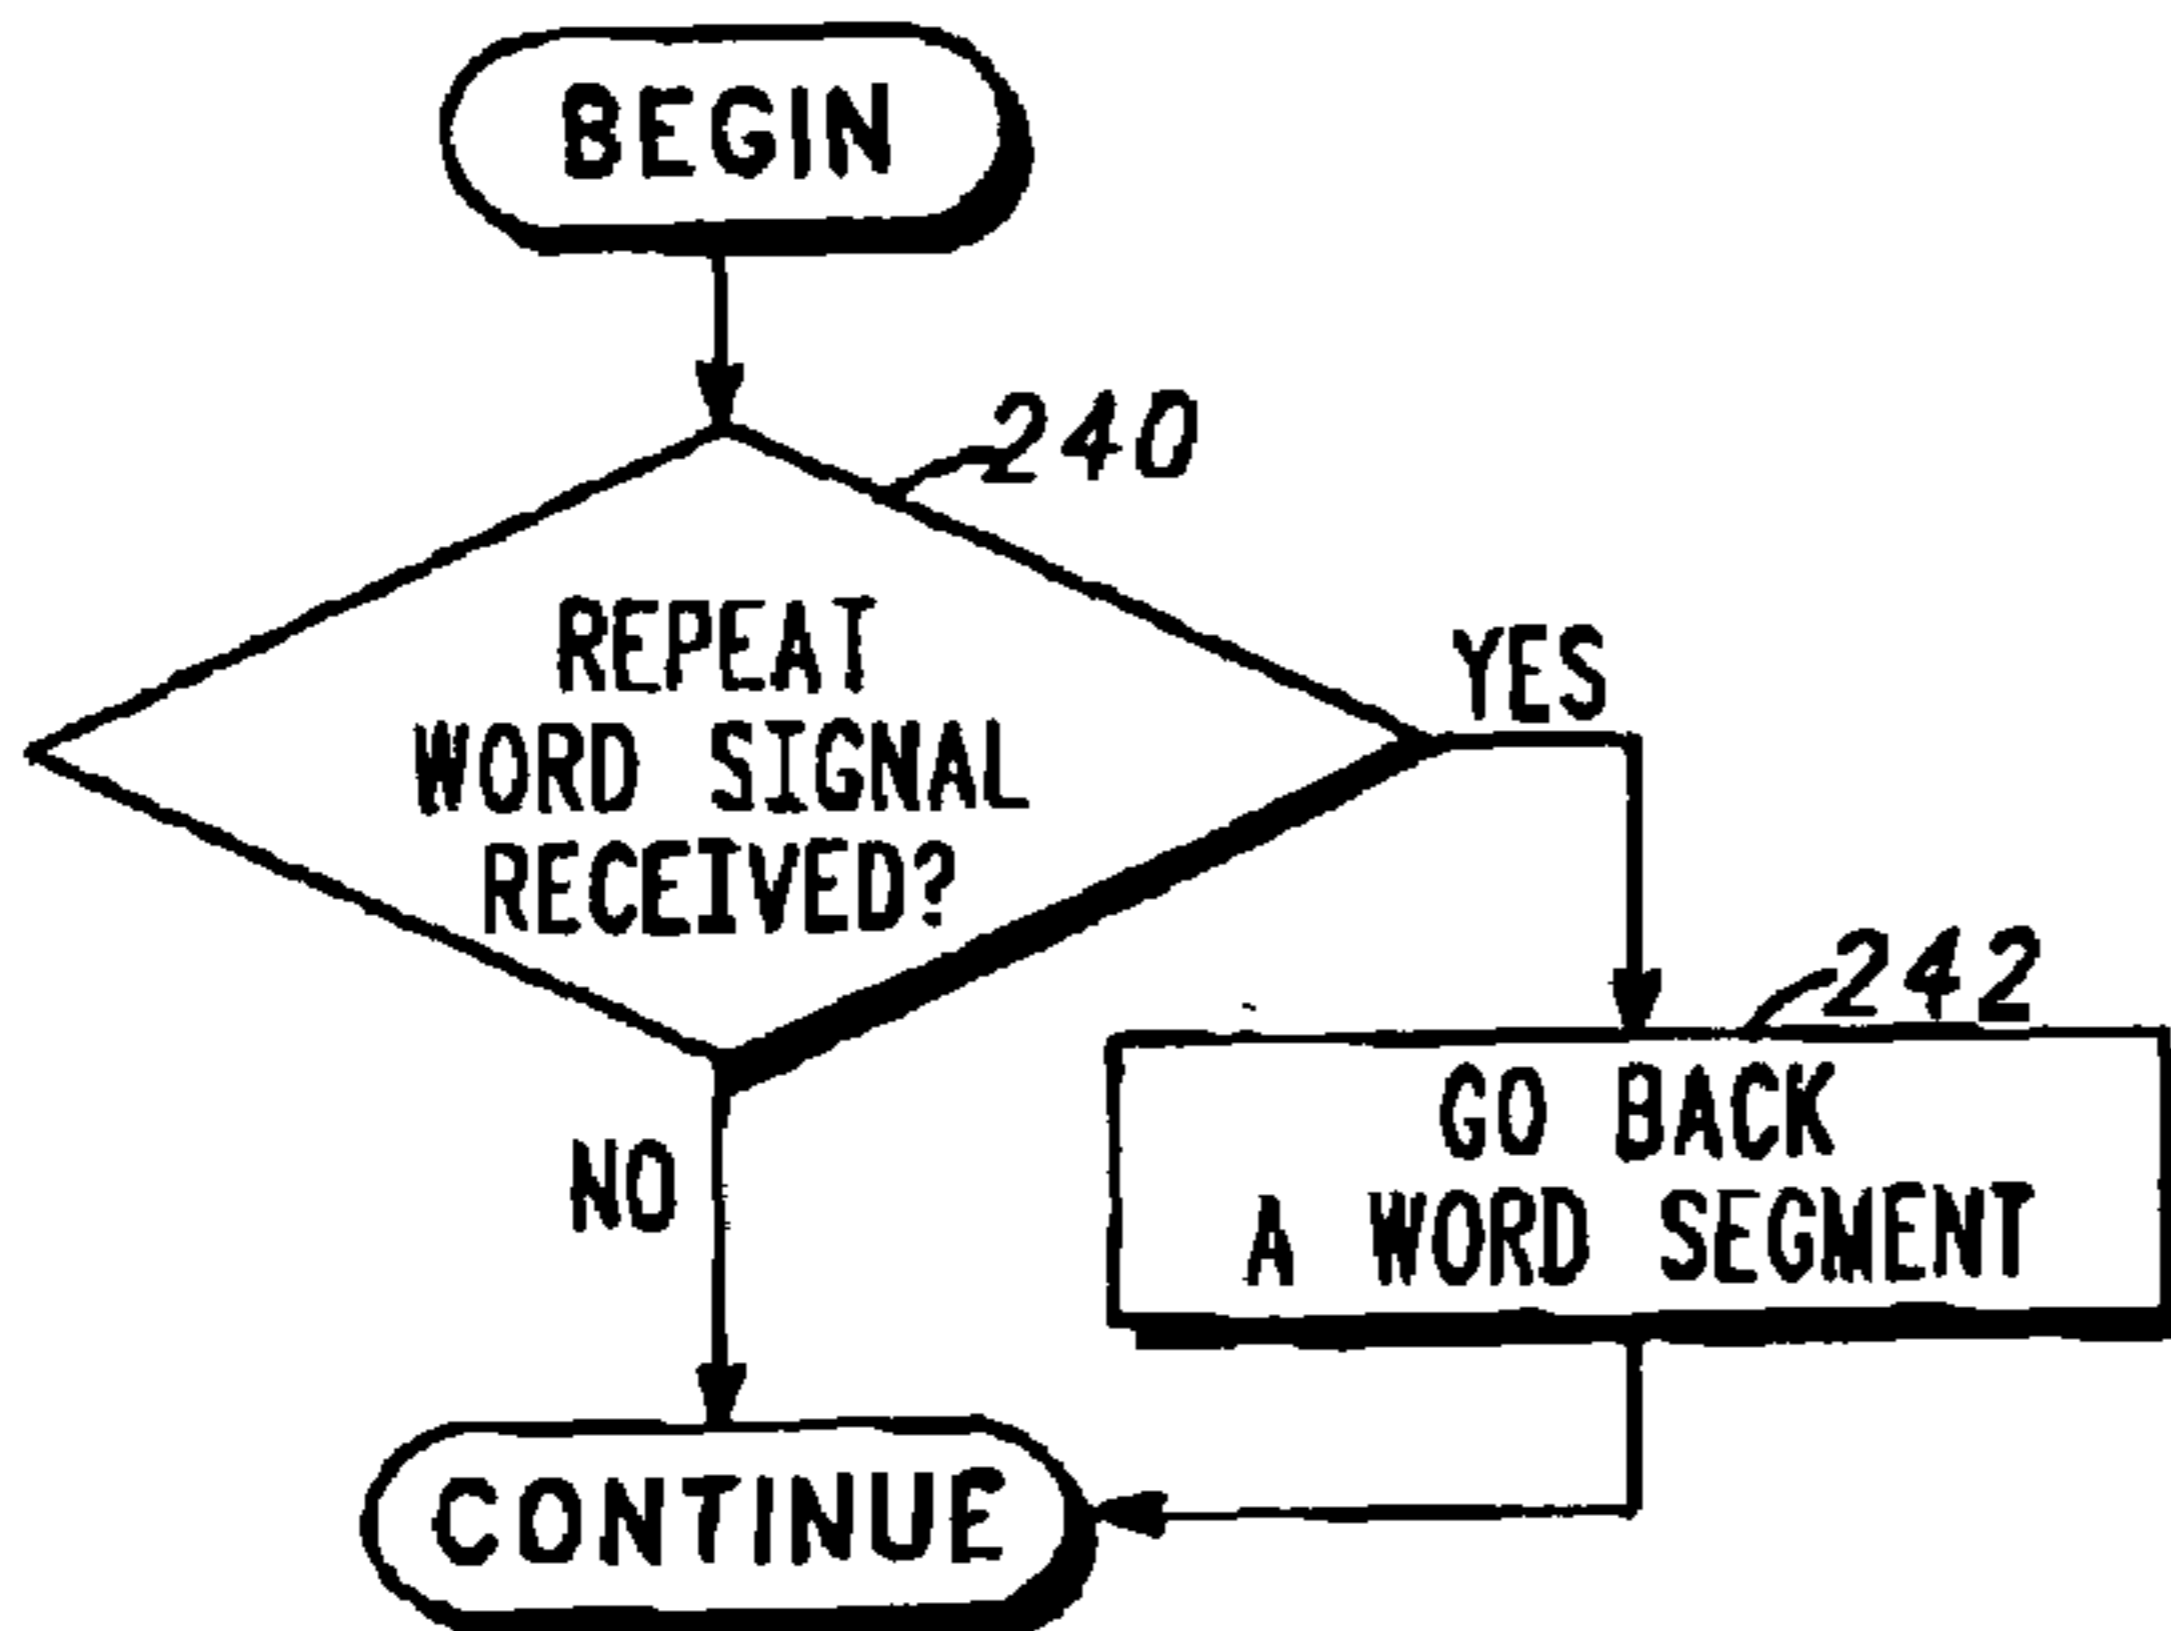 BEGIN
240
REPEAT
WORD SIGNAL
RECEIVED?
YES
242
GO BACK
A WORD SEGMENT
NO
CONTINUE